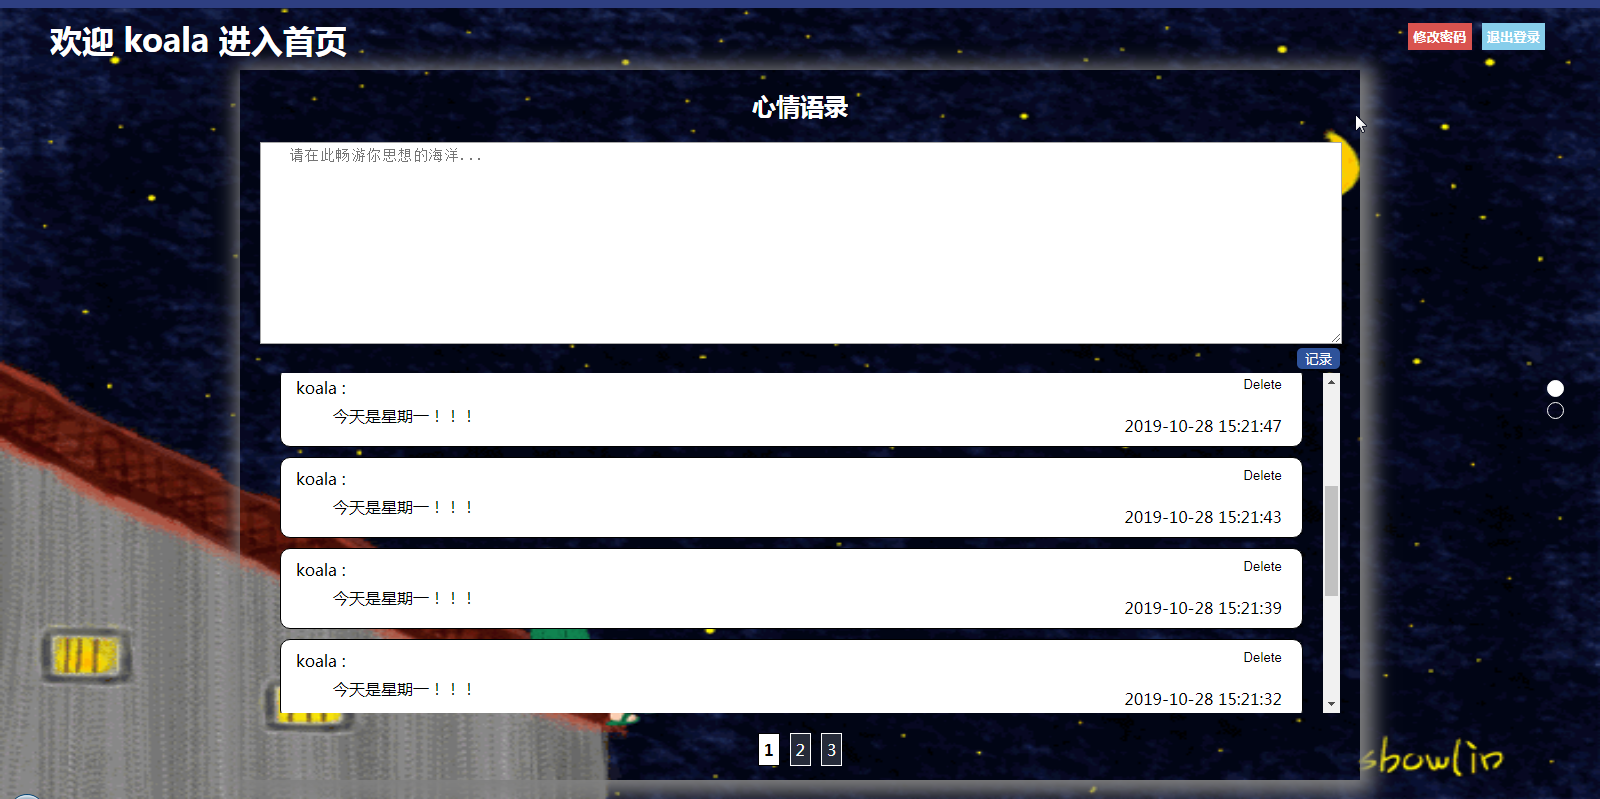 欢迎 koala 进入首页
修改密码 退出登录
心情语录
请在此畅游你思想的海洋...
记录
koala :
Delete
今天是星期一！！！
2019-10-28 15:21:47
koala :
Delete
今天是星期一！！！
2019-10-28 15:21:43
koala :
Delete
今天是星期一！！！
2019-10-28 15:21:39
koala :
Delete
今天是星期一！！！
2019-10-28 15:21:32
1 2 3